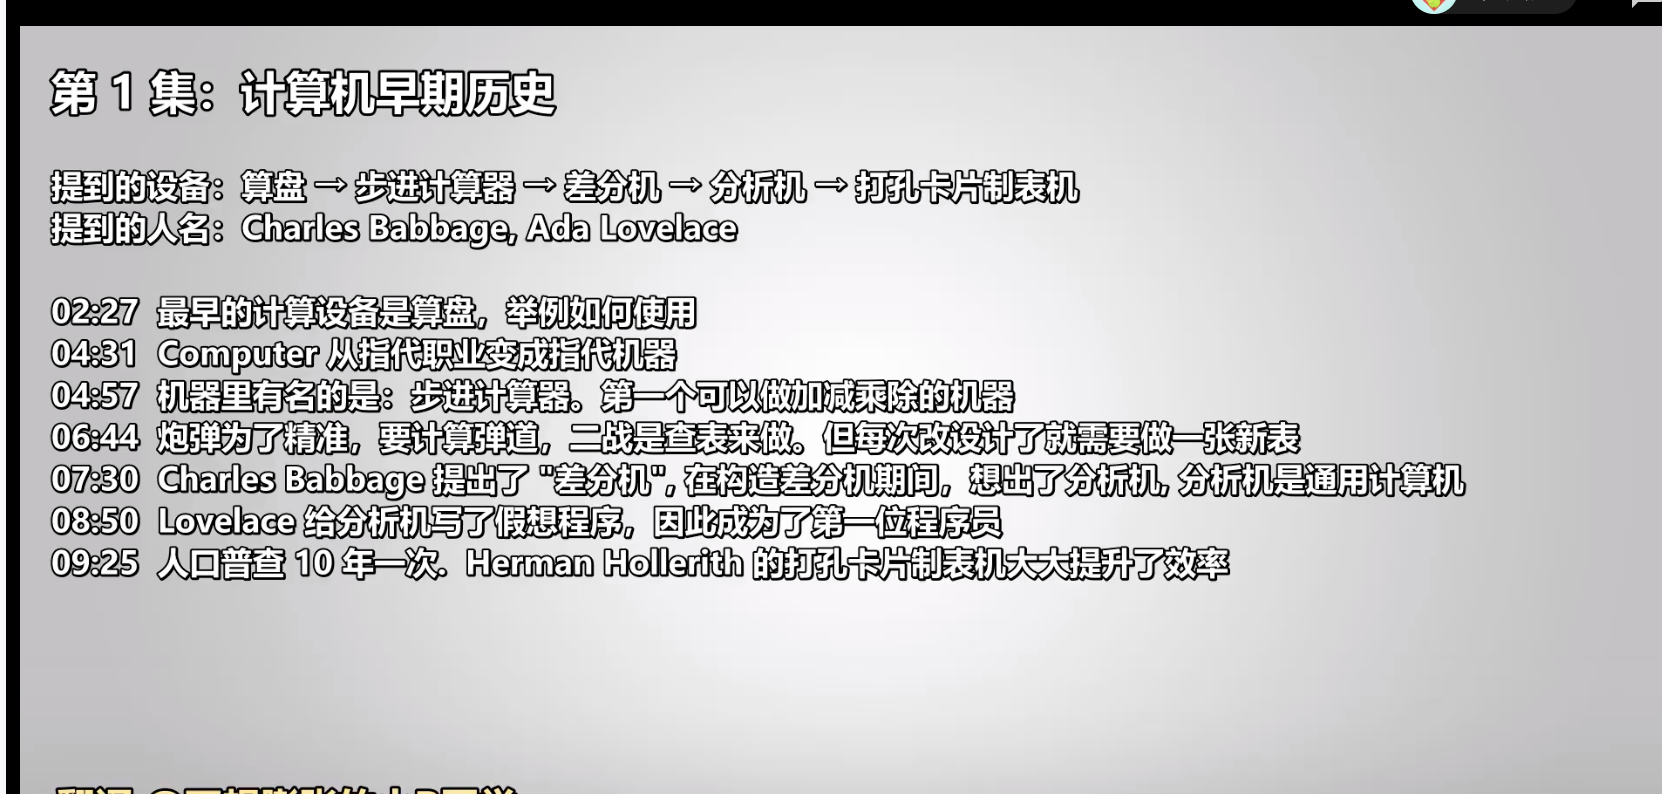 第 1 集：计算机早期历史
提到的设备：算盘 → 步进计算器 → 差分机 → 分析机 → 打孔卡片制表机
提到的人名：Charles Babbage, Ada Lovelace
02:27 最早的计算设备是算盘，举例如何使用
04:31 Computer 从指代职业变成指代机器
04:57 机器里有名的是：步进计算器。第一个可以做加减乘除的机器
06:44 炮弹为了精准，要计算弹道，二战是查表来做。但每次改设计了就需要做一张新表
07:30 Charles Babbage 提出了 "差分机", 在构造差分机期间，想出了分析机, 分析机是通用计算机
08:50 Lovelace 给分析机写了假想程序，因此成为了第一位程序员
09:25 人口普查 10 年一次. Herman Hollerith 的打孔卡片制表机大大提升了效率